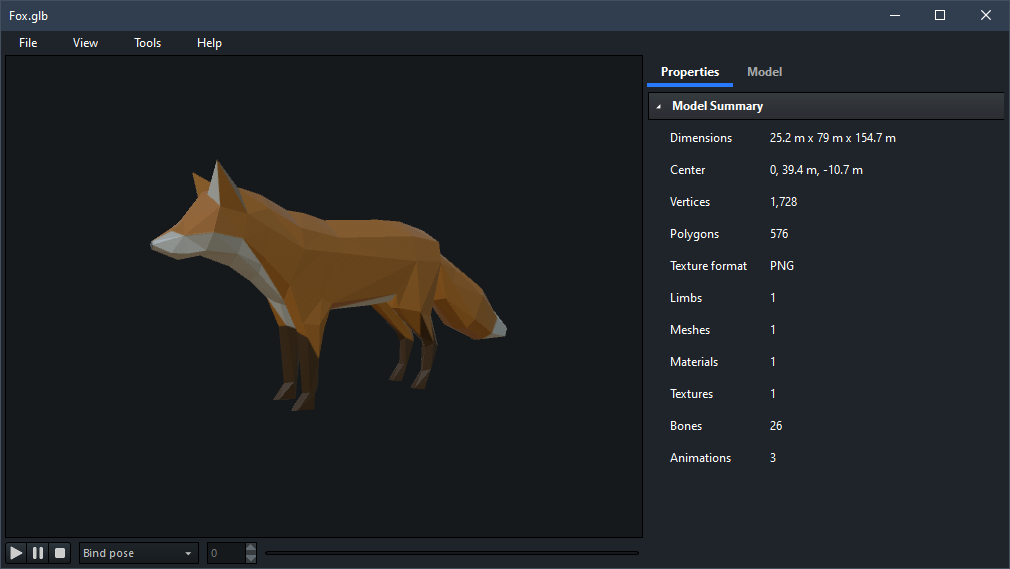 Fox.glb
File View Tools Help
Properties Model
Model Summary
Dimensions 25.2 m x 79 m x 154.7 m
Center 0, 39.4 m, -10.7 m
Vertices 1,728
Polygons 576
Texture format PNG
Limbs 1
Meshes 1
Materials 1
Textures 1
Bones 26
Animations 3
Bind pose 0